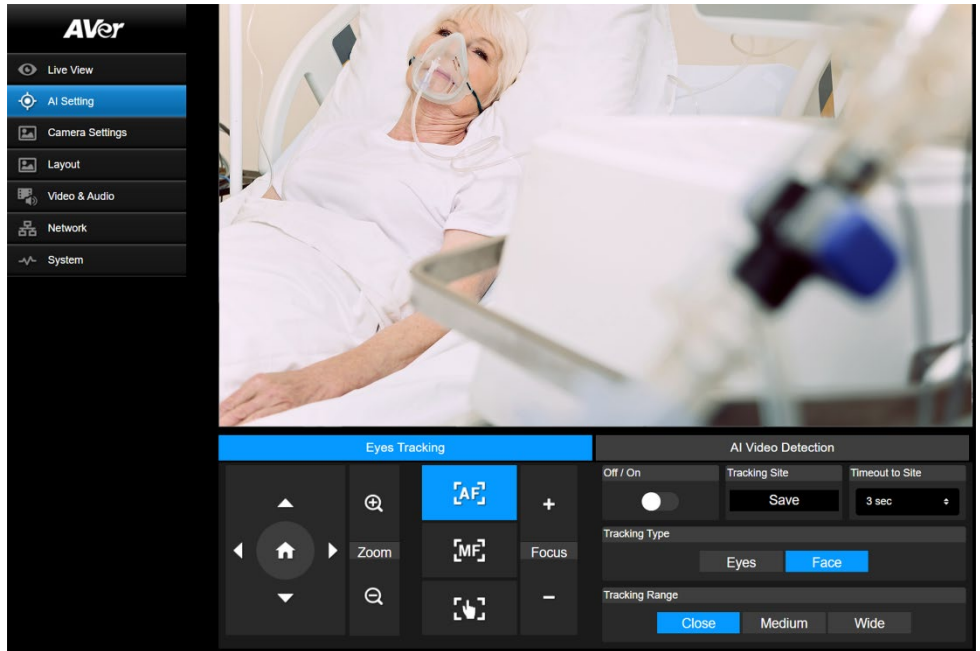 AVer
Live View
AI Setting
Camera Settings
Layout
Video & Audio
Network
System
Eyes Tracking
AI Video Detection
Zoom
AF
MF
+
Focus
−
Off / On
Tracking Site
Timeout to Site
Save
3 sec
Tracking Type
Eyes
Face
Tracking Range
Close
Medium
Wide